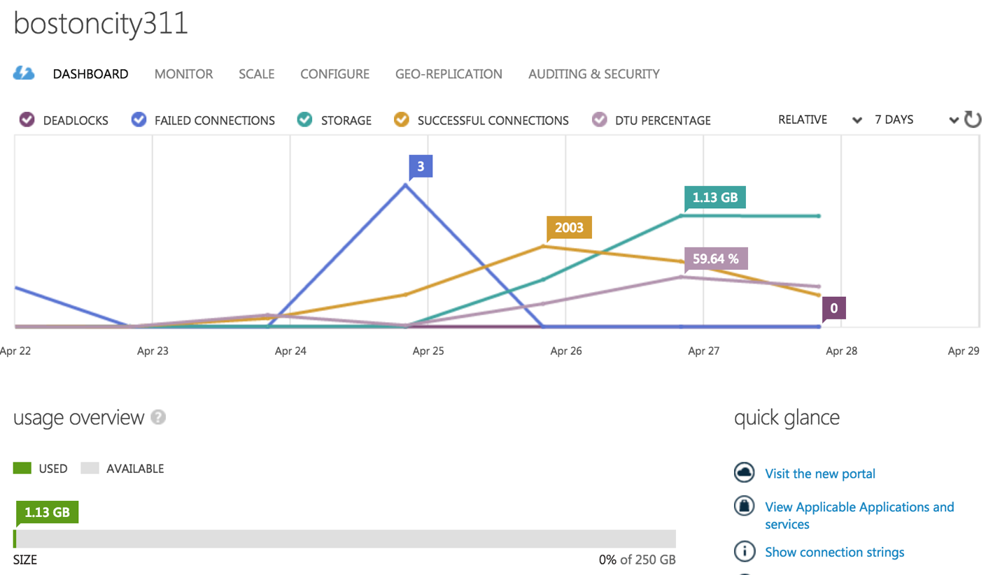 bostoncity311
DASHBOARD MONITOR SCALE CONFIGURE GEO-REPLICATION AUDITING & SECURITY
DEADLOCKS FAILED CONNECTIONS STORAGE SUCCESSFUL CONNECTIONS DTU PERCENTAGE RELATIVE 7 DAYS
3
1.13 GB
2003
59.64 %
0
Apr 22 Apr 23 Apr 24 Apr 25 Apr 26 Apr 27 Apr 28 Apr 29
usage overview ?
quick glance
USED AVAILABLE
Visit the new portal
1.13 GB
View Applicable Applications and
services
SIZE 0% of 250 GB
Show connection strings